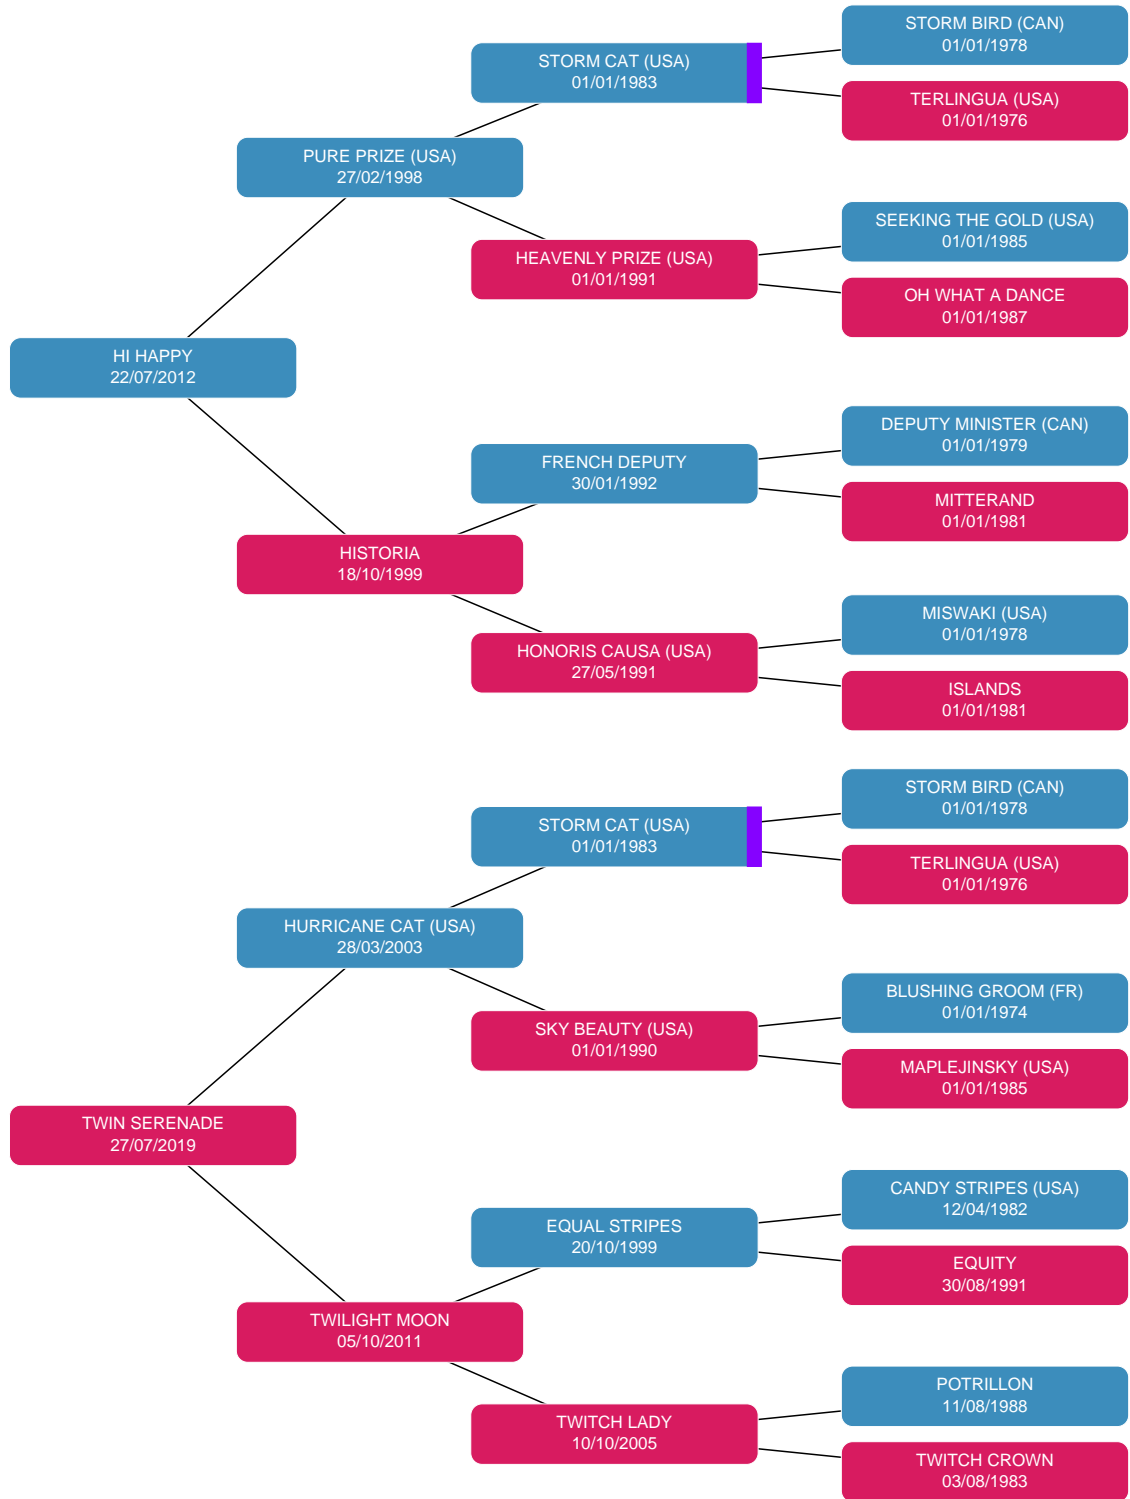 STORM BIRD (CAN)
01/01/1978
STORM CAT (USA)
01/01/1983
TERLINGUA (USA)
01/01/1976
PURE PRIZE (USA)
27/02/1998
SEEKING THE GOLD (USA)
01/01/1985
HEAVENLY PRIZE (USA)
01/01/1991
OH WHAT A DANCE
01/01/1987
HI HAPPY
22/07/2012
DEPUTY MINISTER (CAN)
01/01/1979
FRENCH DEPUTY
30/01/1992
MITTERAND
01/01/1981
HISTORIA
18/10/1999
MISWAKI (USA)
01/01/1978
HONORIS CAUSA (USA)
27/05/1991
ISLANDS
01/01/1981
STORM BIRD (CAN)
01/01/1978
STORM CAT (USA)
01/01/1983
TERLINGUA (USA)
01/01/1976
HURRICANE CAT (USA)
28/03/2003
BLUSHING GROOM (FR)
01/01/1974
SKY BEAUTY (USA)
01/01/1990
MAPLEJINSKY (USA)
01/01/1985
TWIN SERENADE
27/07/2019
CANDY STRIPES (USA)
12/04/1982
EQUAL STRIPES
20/10/1999
EQUITY
30/08/1991
TWILIGHT MOON
05/10/2011
POTRILLON
11/08/1988
TWITCH LADY
10/10/2005
TWITCH CROWN
03/08/1983